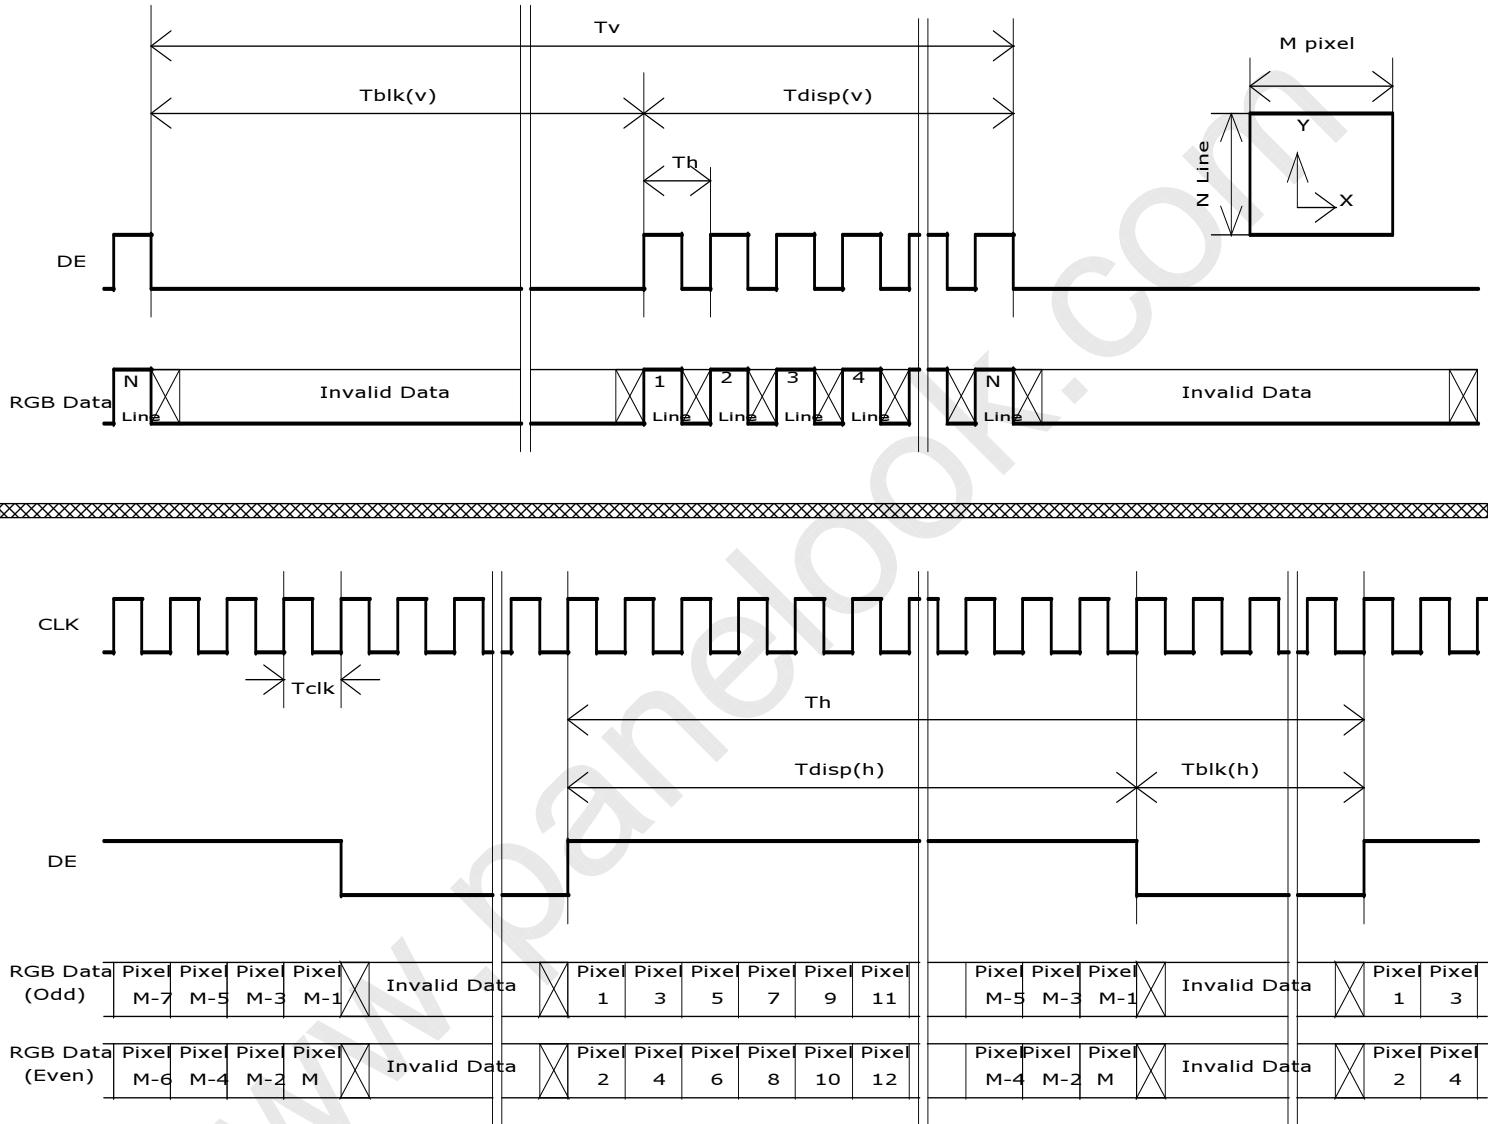 Tv
M pixel
Tblk(v) Tdisp(v)
Y
Th
N Line
X
DE
N Invalid Data 1 2 3 4 N Invalid Data
RGB Data
Line Line Line Line Line Line
CLK
Tclk
Th
Tdisp(h) Tblk(h)
DE
RGB Data Pixel Pixel Pixel Pixel Invalid Data Pixel Pixel Pixel Pixel Pixel Pixel Pixel Pixel Pixel Invalid Data Pixel Pixel
(Odd) M-7 M-5 M-3 M-1 1 3 5 7 9 11 M-5 M-3 M-1 1 3
RGB Data Pixel Pixel Pixel Pixel Invalid Data Pixel Pixel Pixel Pixel Pixel Pixel Pixel Pixel Pixel Invalid Data Pixel Pixel
(Even) M-6 M-4 M-2 M 2 4 6 8 10 12 M-4 M-2 M 2 4
www.panelook.com